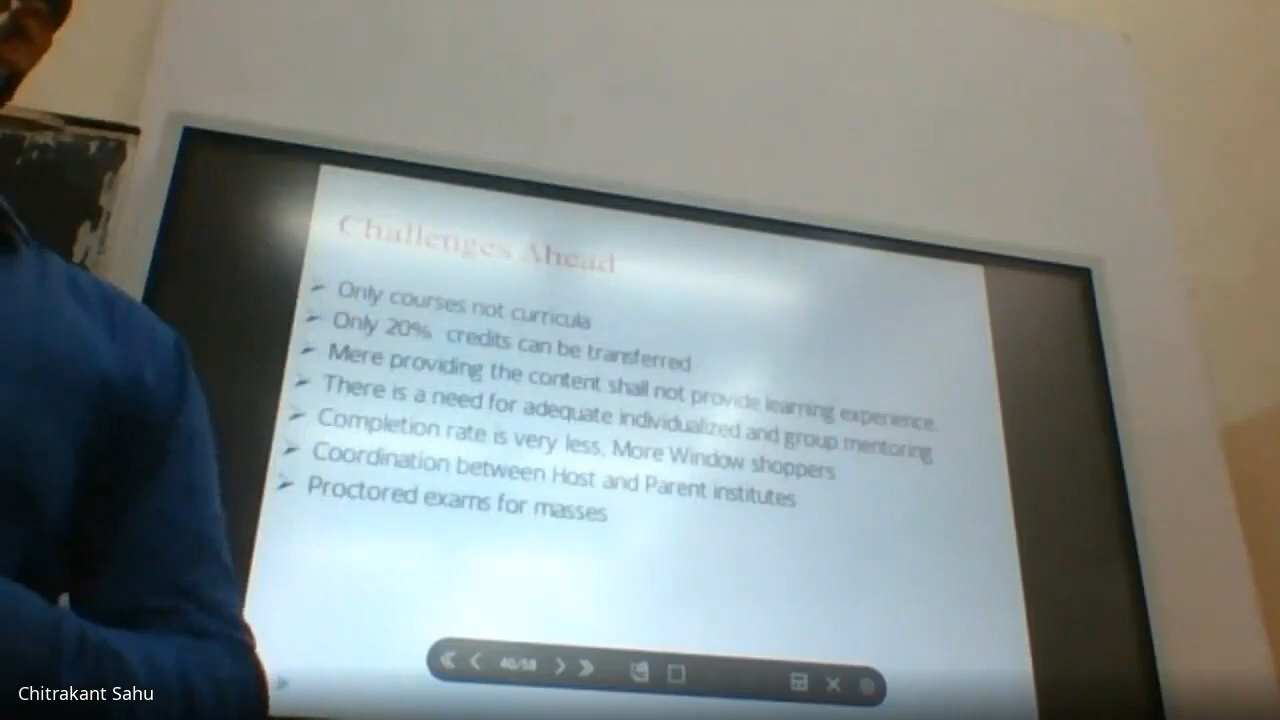 Challenges Ahead
➢ Only courses not curricula
➢ Only 20% credits can be transferred
➢ Mere providing the content shall not provide learning experience
➢ There is a need for adequate individualized and group mentoring
➢ Completion rate is very less, More Window shoppers
➢ Coordination between Host and Parent institutes
➢ Proctored exams for masses
40/58
Chitrakant Sahu